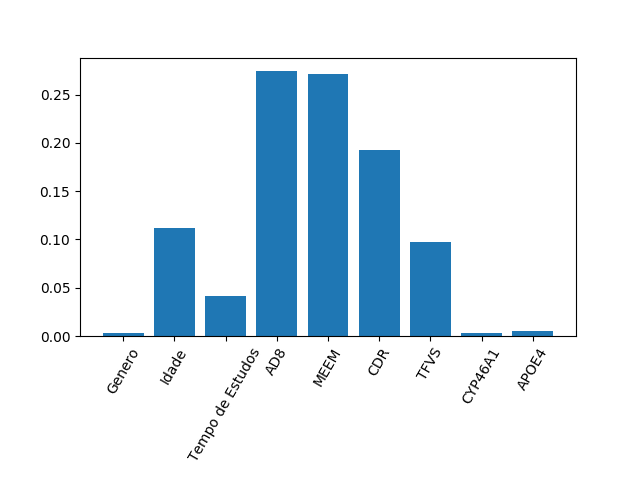 0.25
0.20
0.15
0.10
0.05
0.00
Genero
Idade
Tempo de Estudos
AD8
MEEM
CDR
TFVS
CYP46A1
APOE4